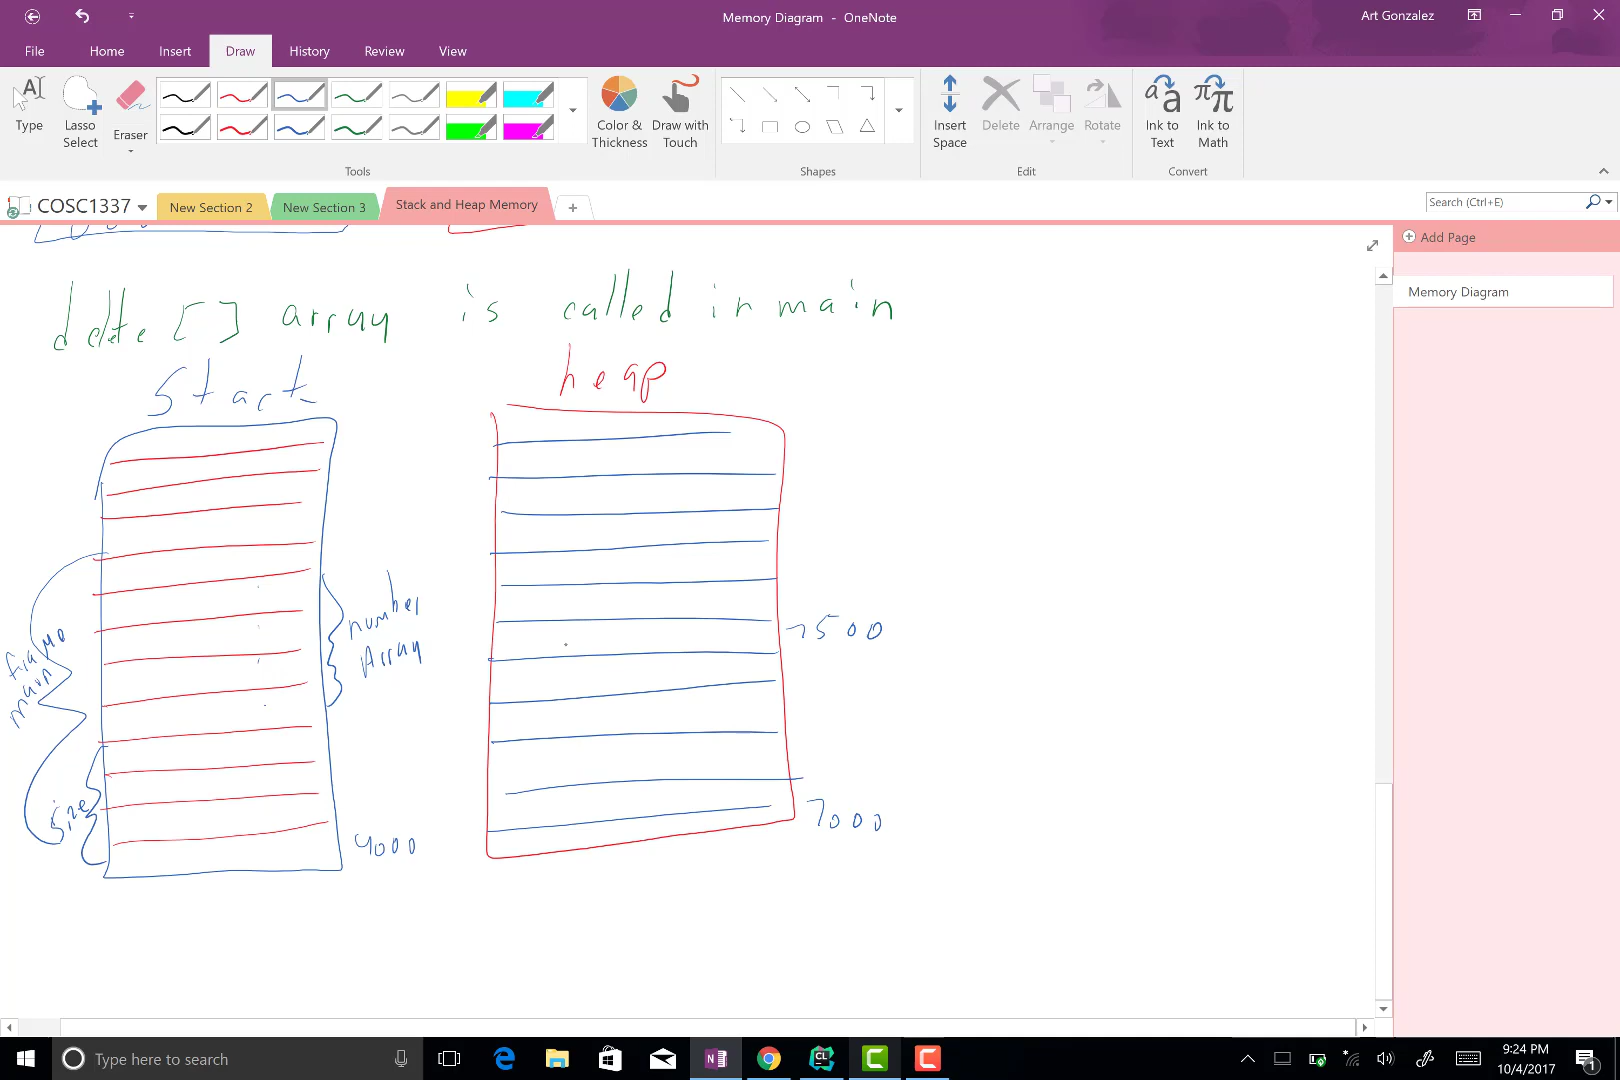 Memory Diagram - OneNote
Art Gonzalez
File
Home
Insert
Draw
History
Review
View
Type
Lasso Select
Eraser
Color & Thickness
Draw with Touch
Insert Space
Delete
Arrange
Rotate
Ink to Text
Ink to Math
Tools
Shapes
Edit
Convert
COSC1337
New Section 2
New Section 3
Stack and Heap Memory
Search (Ctrl+E)
Add Page
Memory Diagram
delete [] array is called in main
heap
number
Array
7500
main
size
4000
7000
Type here to search
9:24 PM
10/4/2017
1